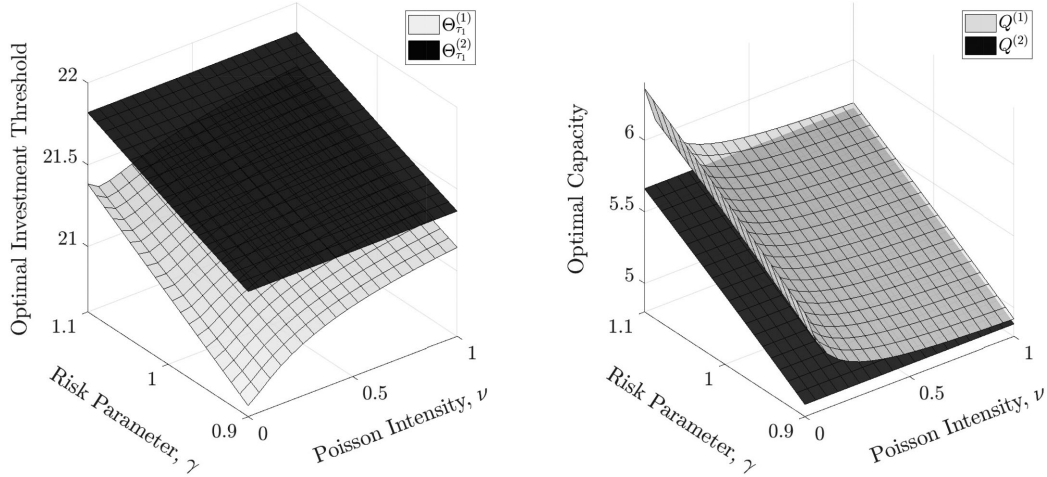 Θ_{τ₁}^{(1)}
Θ_{τ₁}^{(2)}
Optimal Investment Threshold
22
21.5
21
1.1
1
0.9
Risk Parameter, γ
0
0.5
1
Poisson Intensity, ν
Q^{(1)}
Q^{(2)}
Optimal Capacity
6
5.5
5
1.1
1
0.9
Risk Parameter, γ
0
0.5
1
Poisson Intensity, ν